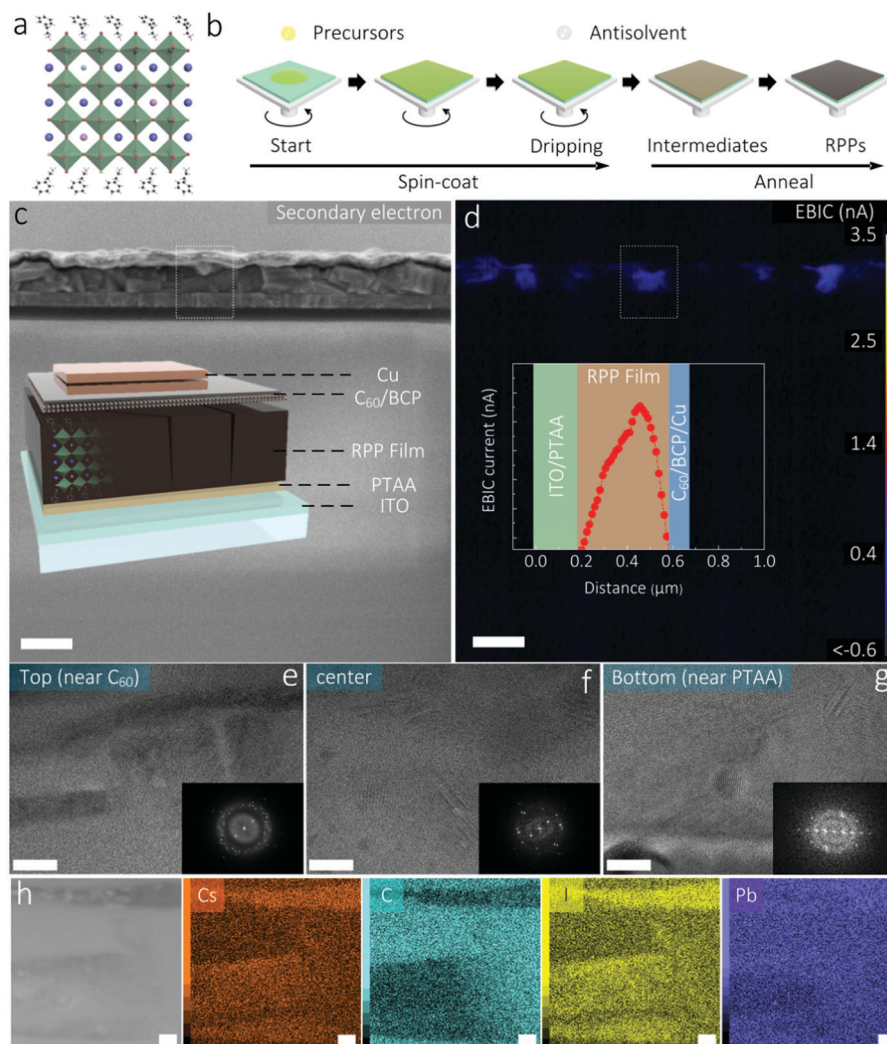 a
b
Precursors
Antisolvent
Start
Dripping
Intermediates
RPPs
Spin-coat
Anneal
c
Secondary electron
Cu
C₆₀/BCP
RPP Film
PTAA
ITO
d
EBIC (nA)
3.5
2.5
1.4
0.4
<-0.6
ITO/PTAA
RPP Film
C₆₀/BCP/Cu
EBIC current (nA)
0.0 0.2 0.4 0.6 0.8 1.0
Distance (μm)
Top (near C₆₀)
e
center
f
Bottom (near PTAA)
g
h
Cs
C
I
Pb